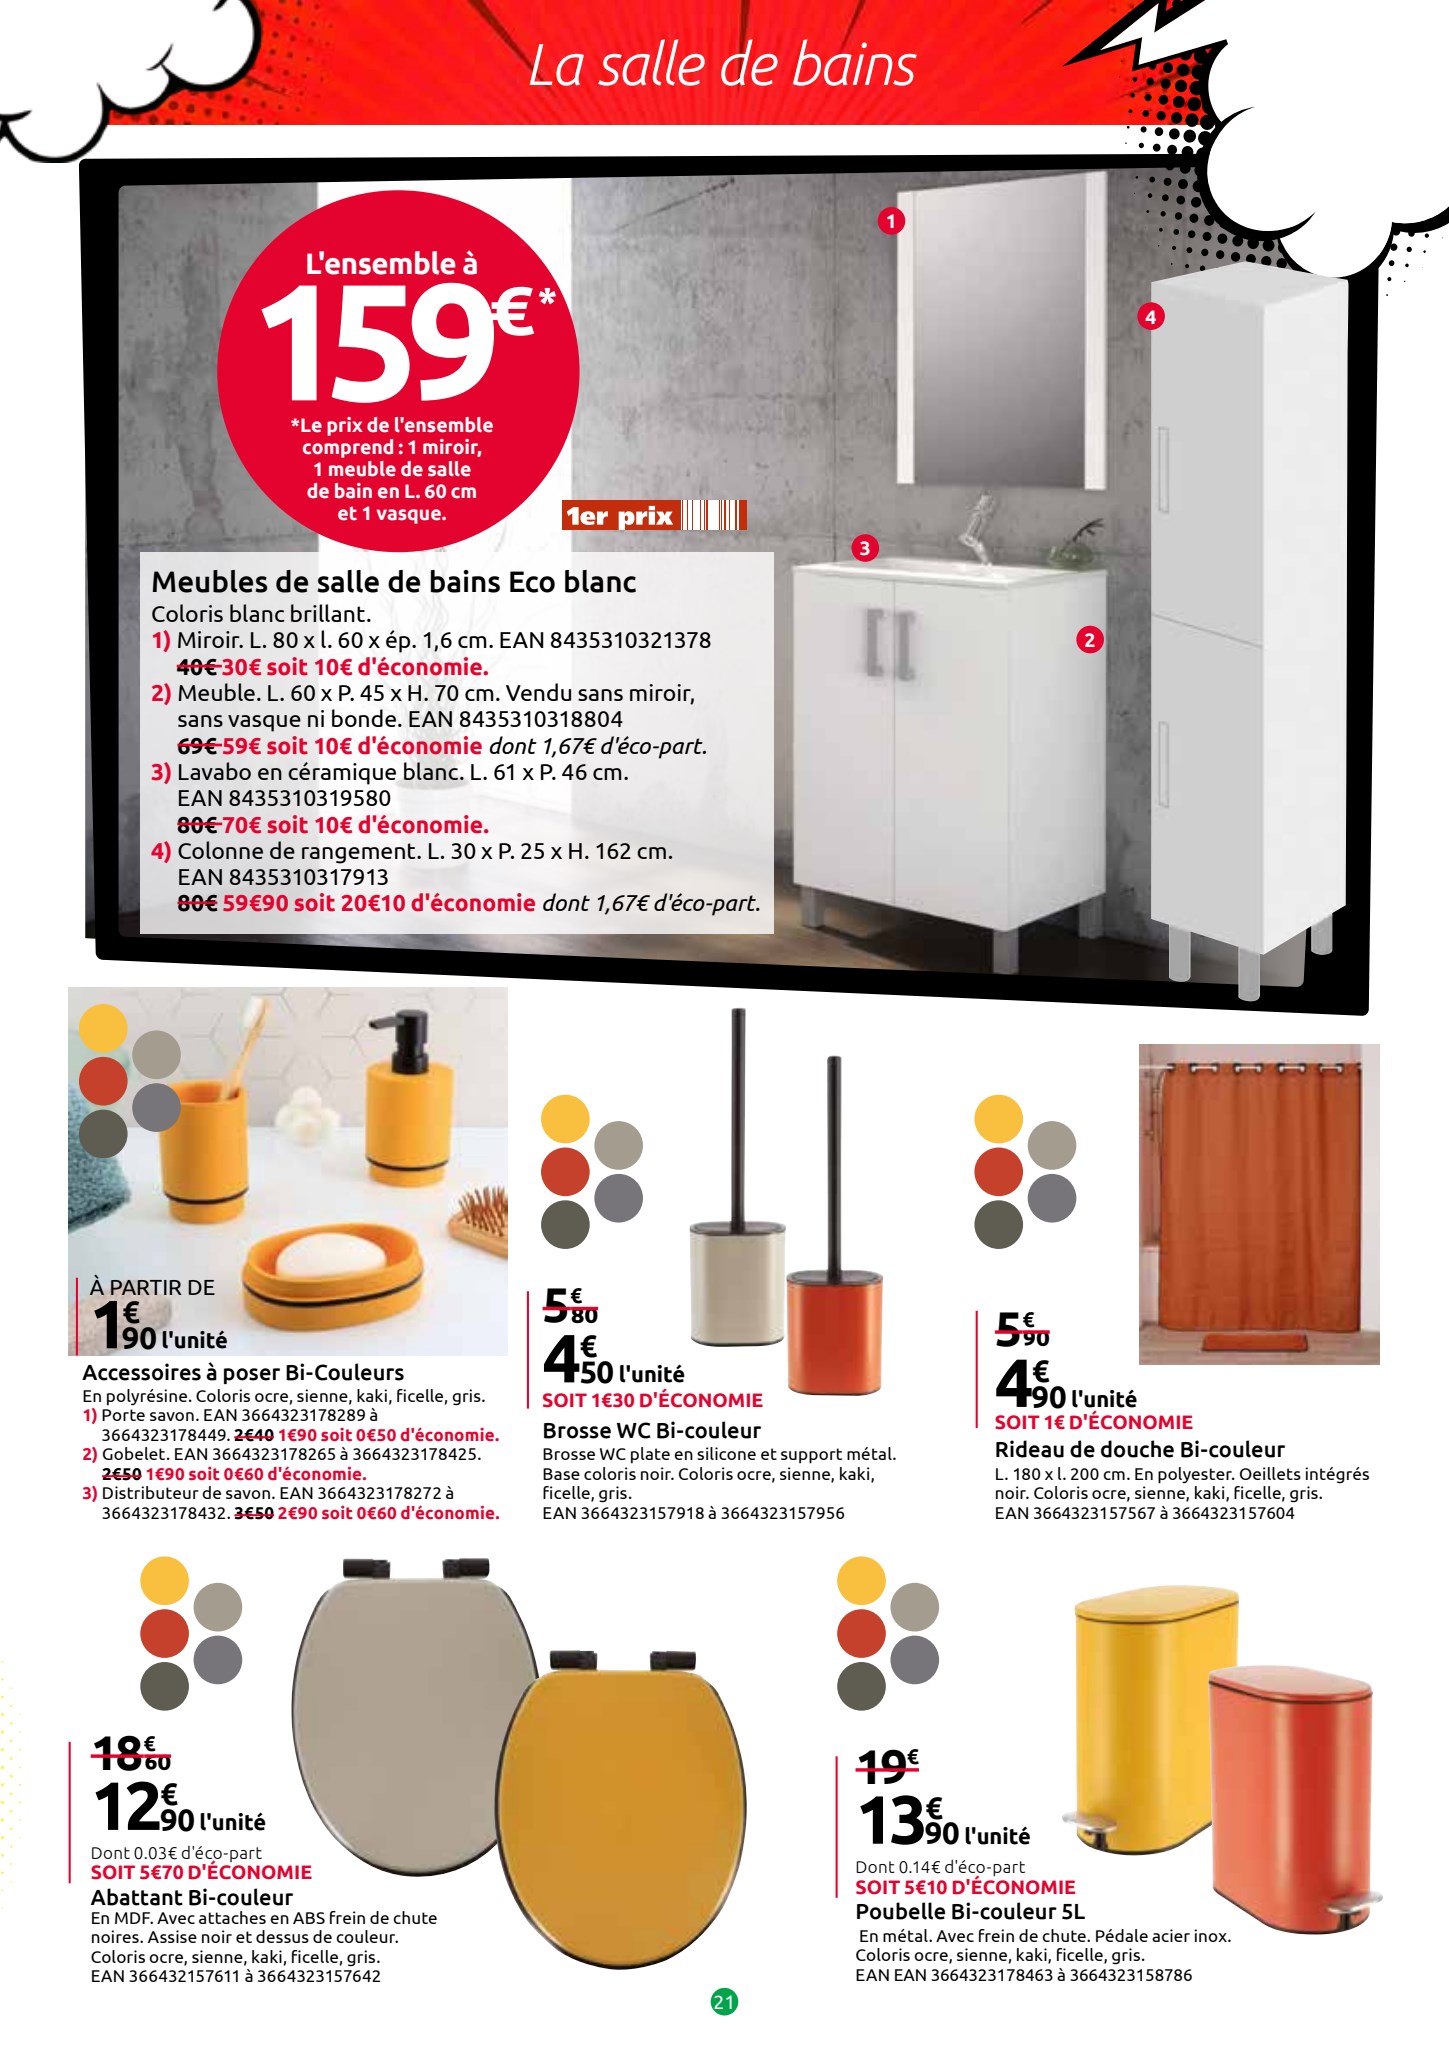 La salle de bains
L'ensemble à
159€*
*Le prix de l'ensemble
comprend : 1 miroir,
1 meuble de salle
de bain en L. 60 cm
et 1 vasque.
1er prix
1
4
3
2
Meubles de salle de bains Eco blanc
Coloris blanc brillant.
1) Miroir. L. 80 x l. 60 x ép. 1,6 cm. EAN 8435310321378
40€ 30€ soit 10€ d'économie.
2) Meuble. L. 60 x P. 45 x H. 70 cm. Vendu sans miroir,
sans vasque ni bonde. EAN 8435310318804
69€ 59€ soit 10€ d'économie dont 1,67€ d'éco-part.
3) Lavabo en céramique blanc. L. 61 x P. 46 cm.
EAN 8435310319580
80€ 70€ soit 10€ d'économie.
4) Colonne de rangement. L. 30 x P. 25 x H. 162 cm.
EAN 8435310317913
80€ 59€90 soit 20€10 d'économie dont 1,67€ d'éco-part.
À PARTIR DE
1€90 l'unité
Accessoires à poser Bi-Couleurs
En polyrésine. Coloris ocre, sienne, kaki, ficelle, gris.
1) Porte savon. EAN 3664323178289 à
3664323178449. 2€40 1€90 soit 0€50 d'économie.
2) Gobelet. EAN 3664323178265 à 3664323178425.
2€50 1€90 soit 0€60 d'économie.
3) Distributeur de savon. EAN 3664323178272 à
3664323178432. 3€50 2€90 soit 0€60 d'économie.
5€80
4€50 l'unité
SOIT 1€30 D'ÉCONOMIE
Brosse WC Bi-couleur
Brosse WC plate en silicone et support métal.
Base coloris noir. Coloris ocre, sienne, kaki,
ficelle, gris.
EAN 3664323157918 à 3664323157956
5€90
4€90 l'unité
SOIT 1€ D'ÉCONOMIE
Rideau de douche Bi-couleur
L. 180 x l. 200 cm. En polyester. Oeillets intégrés
noir. Coloris ocre, sienne, kaki, ficelle, gris.
EAN 3664323157567 à 3664323157604
18€60
12€90 l'unité
Dont 0.03€ d'éco-part
SOIT 5€70 D'ÉCONOMIE
Abattant Bi-couleur
En MDF. Avec attaches en ABS frein de chute
noires. Assise noir et dessus de couleur.
Coloris ocre, sienne, kaki, ficelle, gris.
EAN 366432157611 à 3664323157642
19€
13€90 l'unité
Dont 0.14€ d'éco-part
SOIT 5€10 D'ÉCONOMIE
Poubelle Bi-couleur 5L
En métal. Avec frein de chute. Pédale acier inox.
Coloris ocre, sienne, kaki, ficelle, gris.
EAN EAN 3664323178463 à 3664323158786
21